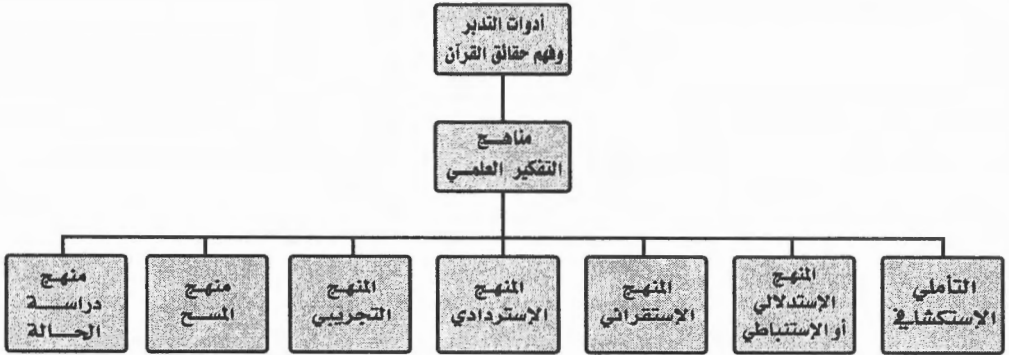 أدوات التدبر
وفهم حقائق القرآن
مناهج
التفكير العلمي
التأملي
الإستكشافي
المنهج
الإستدلالي
أو الإستنباطي
المنهج
الإستقرائي
المنهج
الإستردادي
المنهج
التجريبي
منهج
المسح
منهج
دراسة
الحالة